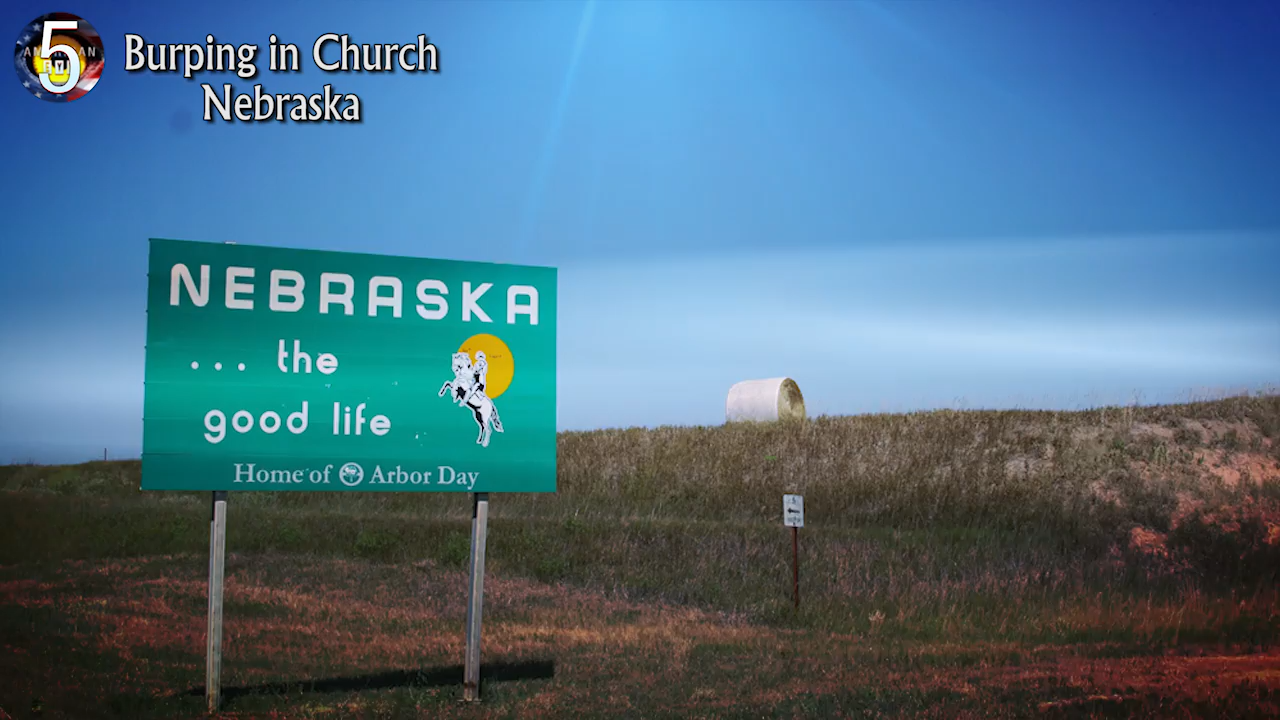 5
Burping in Church
Nebraska
NEBRASKA
... the
good life
Home of Arbor Day